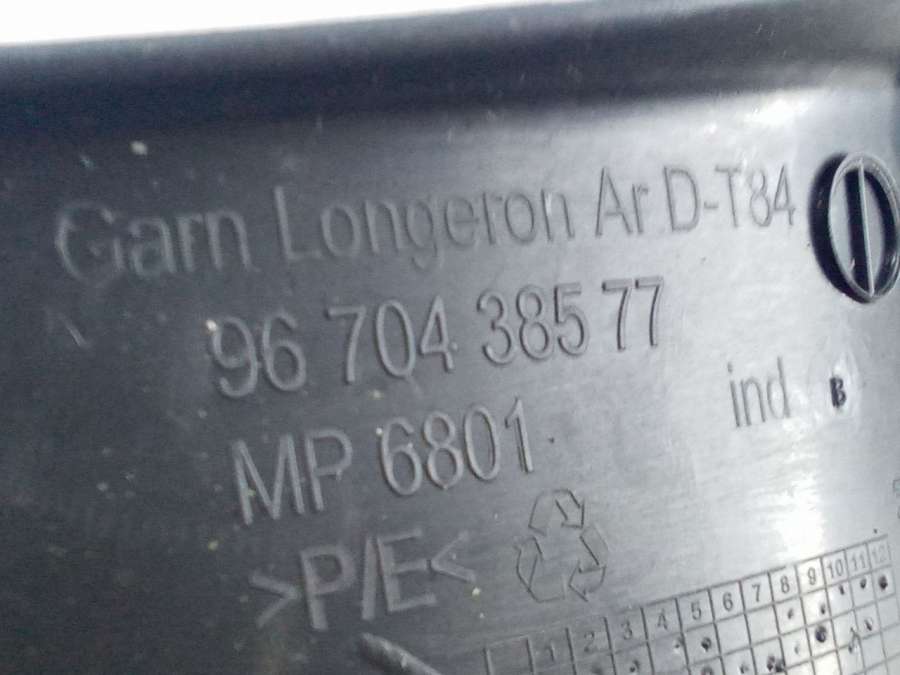 Garn Longeron Ar D-T84
96 704 385 77
ind B
MP 6801
>P/E<
1 2 3 4 5 6 7 8 9 10 11 12